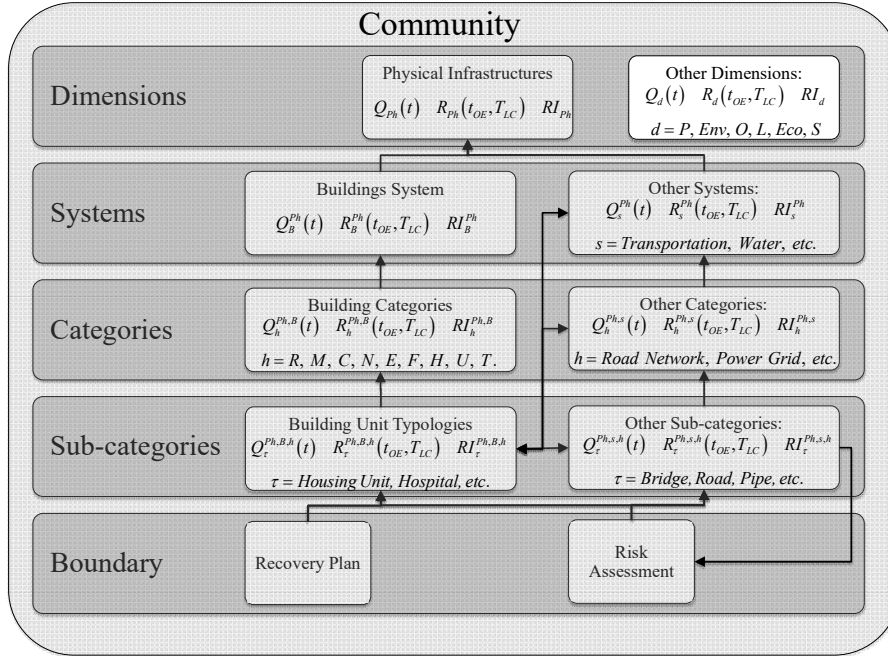 Community
Dimensions
Physical Infrastructures
Q_{Ph}(t) R_{Ph}(t_{OE}, T_{LC}) RI_{Ph}
Other Dimensions:
Q_d(t) R_d(t_{OE}, T_{LC}) RI_d
d = P, Env, O, L, Eco, S
Systems
Buildings System
Q_B^{Ph}(t) R_B^{Ph}(t_{OE}, T_{LC}) RI_B^{Ph}
Other Systems:
Q_s^{Ph}(t) R_s^{Ph}(t_{OE}, T_{LC}) RI_s^{Ph}
s = Transportation, Water, etc.
Categories
Building Categories
Q_h^{Ph,B}(t) R_h^{Ph,B}(t_{OE}, T_{LC}) RI_h^{Ph,B}
h = R, M, C, N, E, F, H, U, T.
Other Categories:
Q_h^{Ph,s}(t) R_h^{Ph,s}(t_{OE}, T_{LC}) RI_h^{Ph,s}
h = Road Network, Power Grid, etc.
Sub-categories
Building Unit Typologies
Q_τ^{Ph,B,h}(t) R_τ^{Ph,B,h}(t_{OE}, T_{LC}) RI_τ^{Ph,B,h}
τ = Housing Unit, Hospital, etc.
Other Sub-categories:
Q_τ^{Ph,s,h}(t) R_τ^{Ph,s,h}(t_{OE}, T_{LC}) RI_τ^{Ph,s,h}
τ = Bridge, Road, Pipe, etc.
Boundary
Recovery Plan
Risk
Assessment